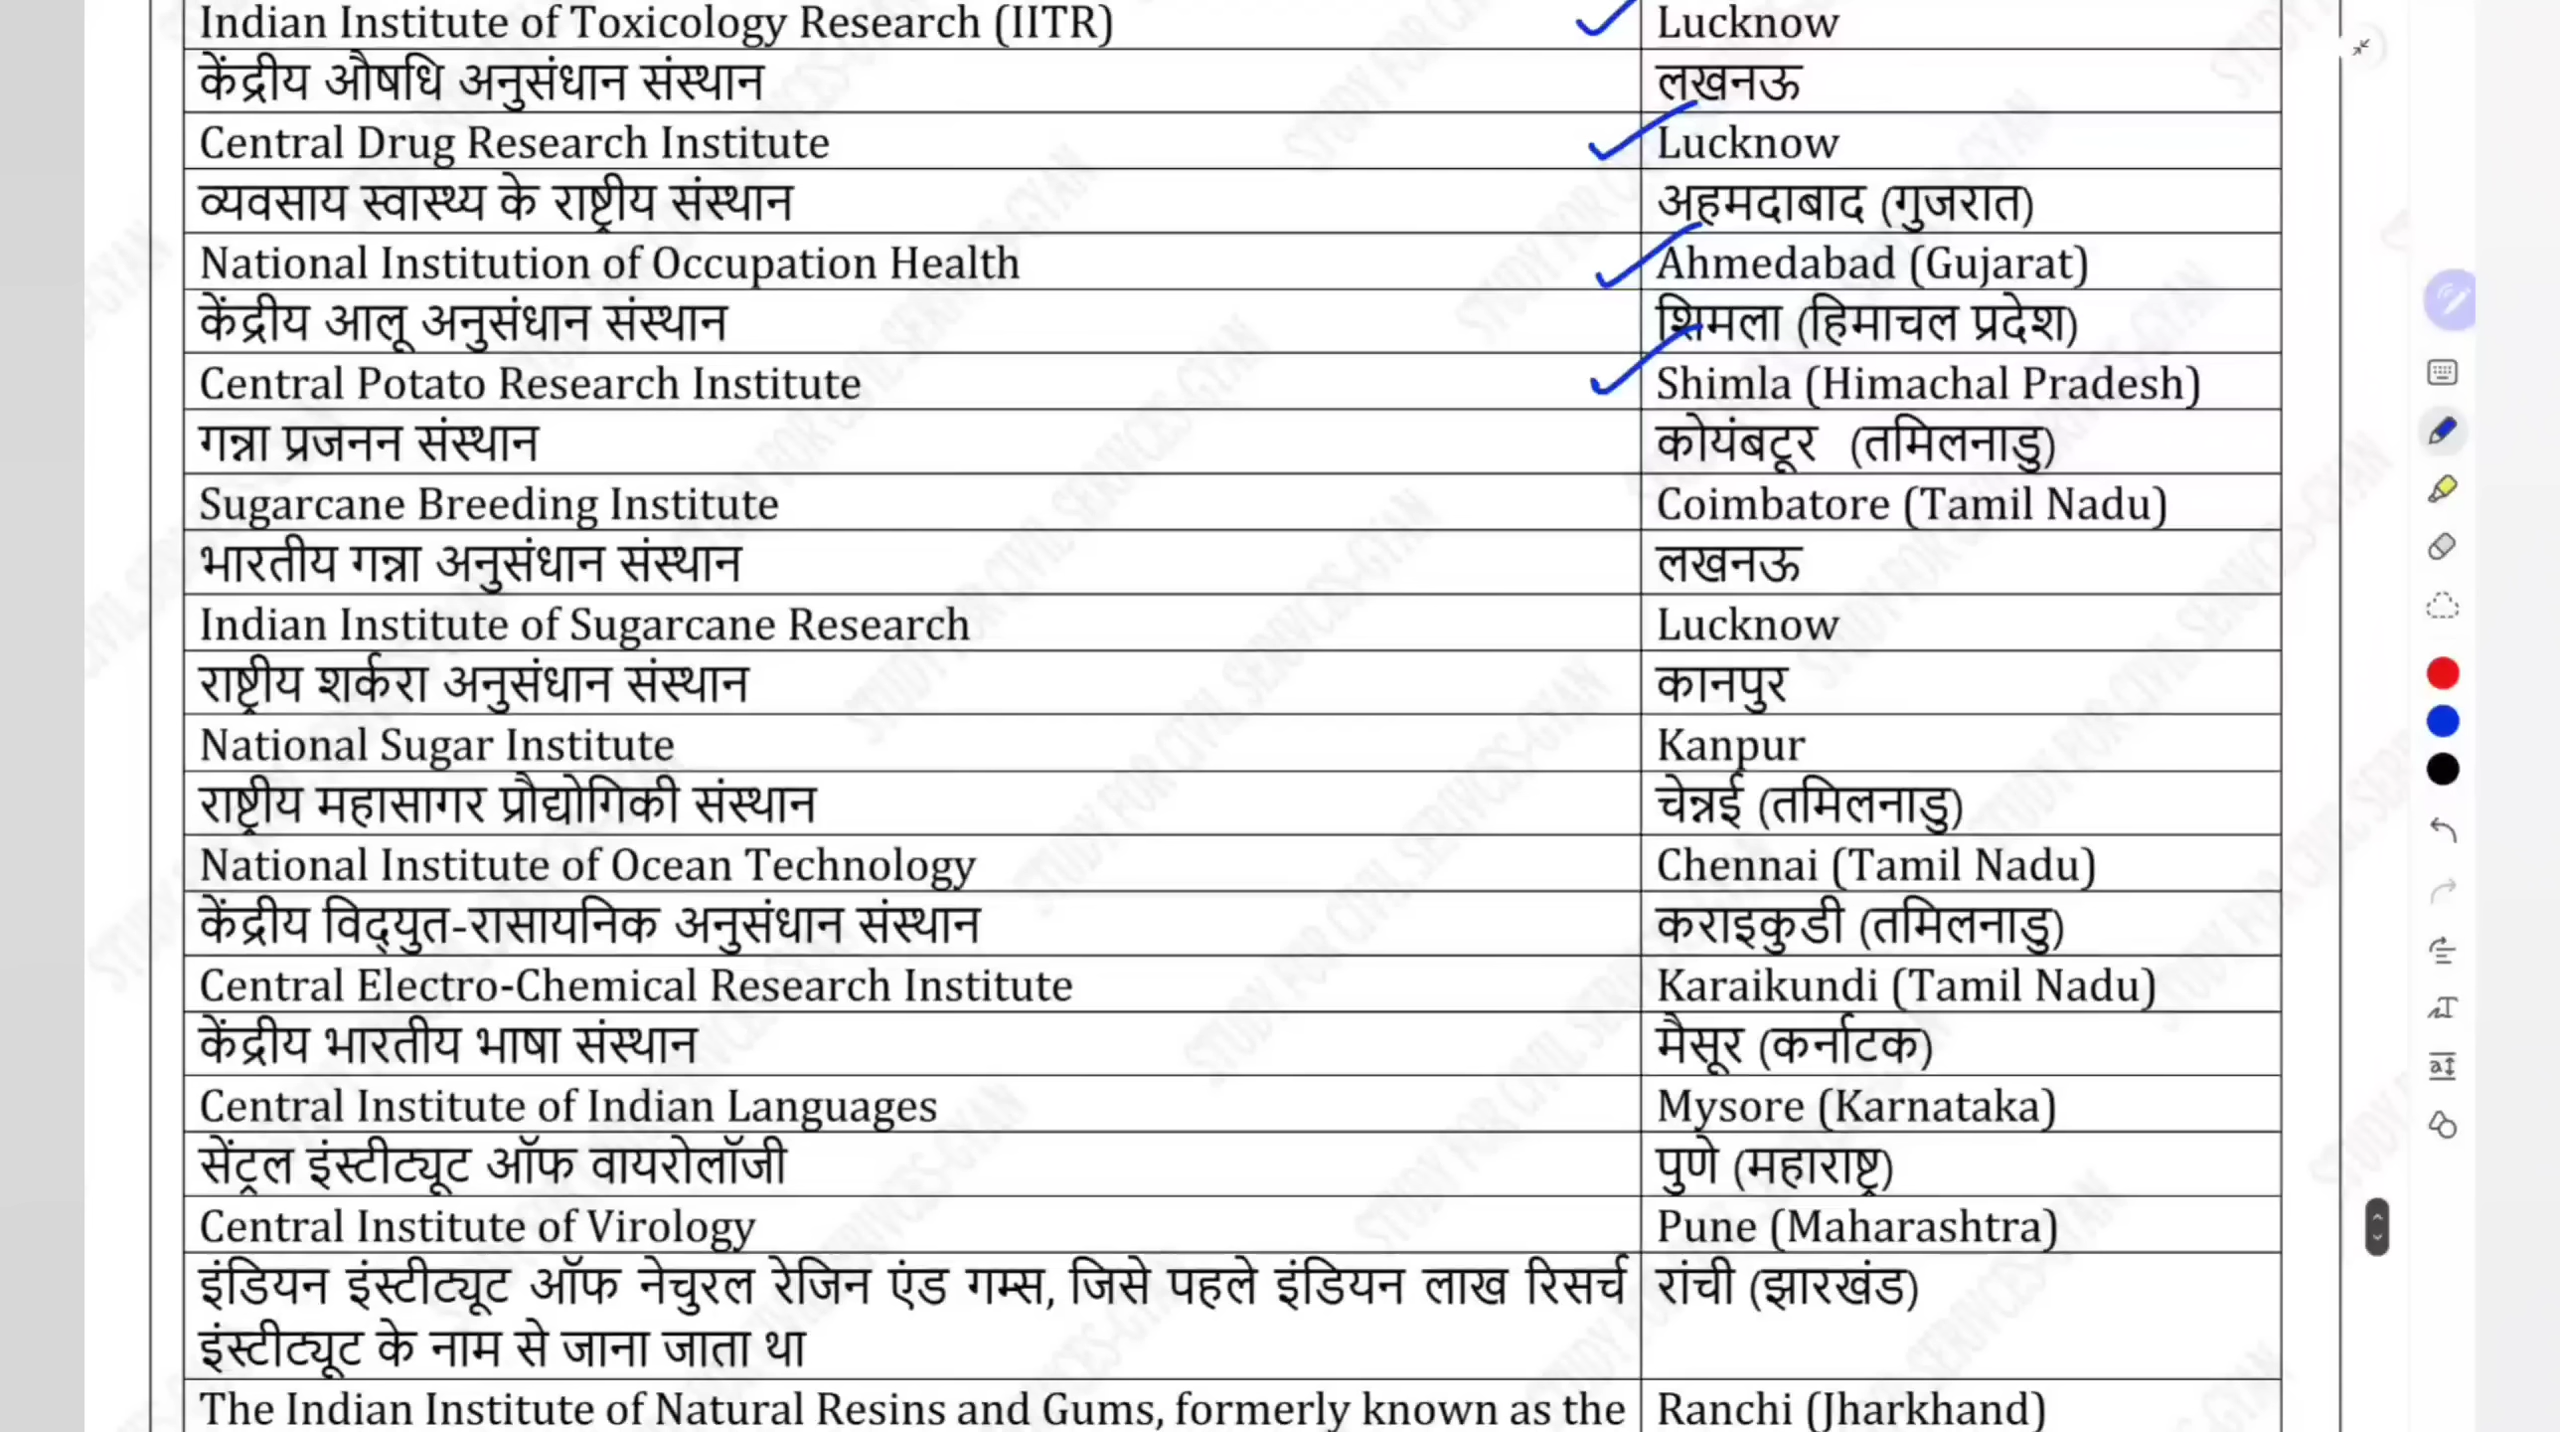 Indian Institute of Toxicology Research (IITR) Lucknow
केंद्रीय औषधि अनुसंधान संस्थान लखनऊ
Central Drug Research Institute Lucknow
व्यवसाय स्वास्थ्य के राष्ट्रीय संस्थान अहमदाबाद (गुजरात)
National Institution of Occupation Health Ahmedabad (Gujarat)
केंद्रीय आलू अनुसंधान संस्थान शिमला (हिमाचल प्रदेश)
Central Potato Research Institute Shimla (Himachal Pradesh)
गन्ना प्रजनन संस्थान कोयंबटूर (तमिलनाडु)
Sugarcane Breeding Institute Coimbatore (Tamil Nadu)
भारतीय गन्ना अनुसंधान संस्थान लखनऊ
Indian Institute of Sugarcane Research Lucknow
राष्ट्रीय शर्करा अनुसंधान संस्थान कानपुर
National Sugar Institute Kanpur
राष्ट्रीय महासागर प्रौद्योगिकी संस्थान चेन्नई (तमिलनाडु)
National Institute of Ocean Technology Chennai (Tamil Nadu)
केंद्रीय विद्युत-रासायनिक अनुसंधान संस्थान कराइकुडी (तमिलनाडु)
Central Electro-Chemical Research Institute Karaikundi (Tamil Nadu)
केंद्रीय भारतीय भाषा संस्थान मैसूर (कर्नाटक)
Central Institute of Indian Languages Mysore (Karnataka)
सेंट्रल इंस्टीट्यूट ऑफ वायरोलॉजी पुणे (महाराष्ट्र)
Central Institute of Virology Pune (Maharashtra)
इंडियन इंस्टीट्यूट ऑफ नेचुरल रेजिन एंड गम्स, जिसे पहले इंडियन लाख रिसर्च रांची (झारखंड)
इंस्टीट्यूट के नाम से जाना जाता था
The Indian Institute of Natural Resins and Gums, formerly known as the Ranchi (Jharkhand)
STUDY FOR CIVIL SERIVCES-GYAN